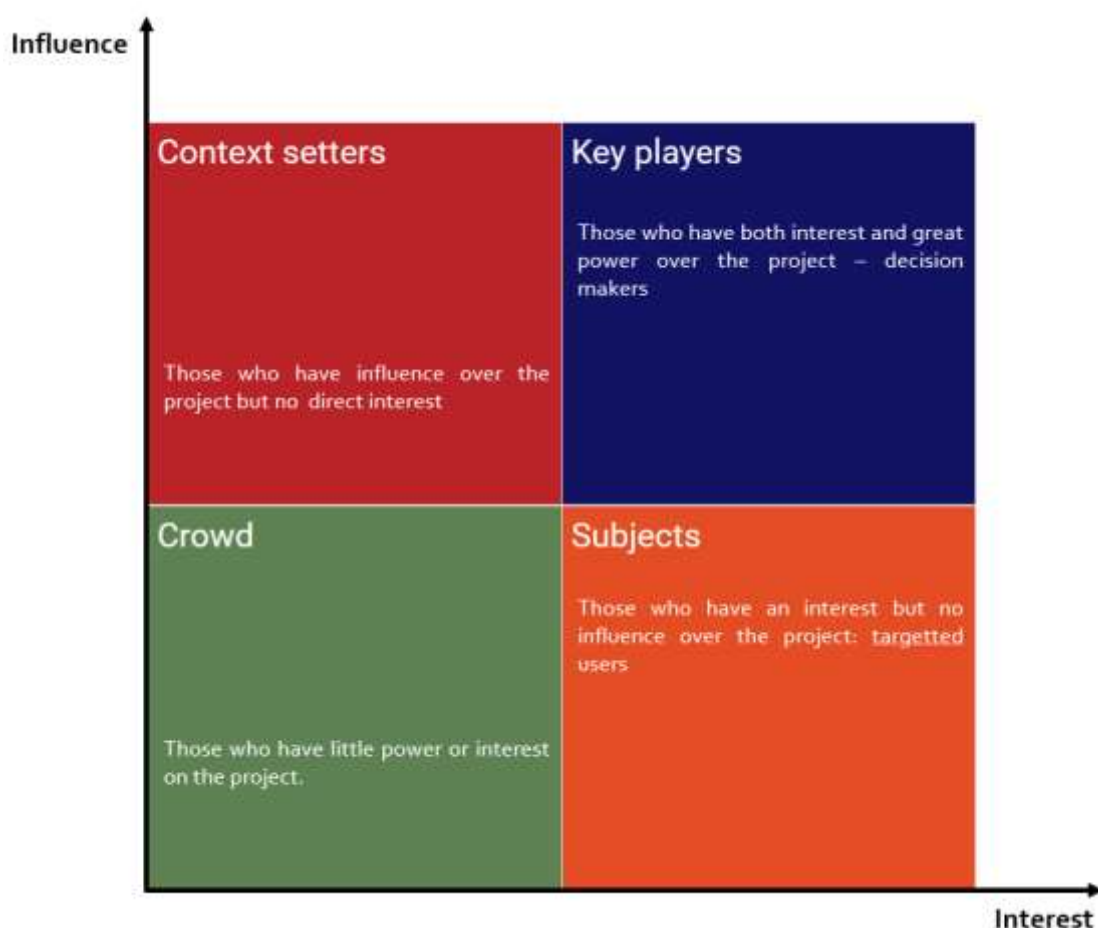 Influence
Context setters
Those who have influence over the
project but no direct interest
Key players
Those who have both interest and great
power over the project – decision
makers
Crowd
Those who have little power or interest
on the project.
Subjects
Those who have an interest but no
influence over the project: targetted
users
Interest